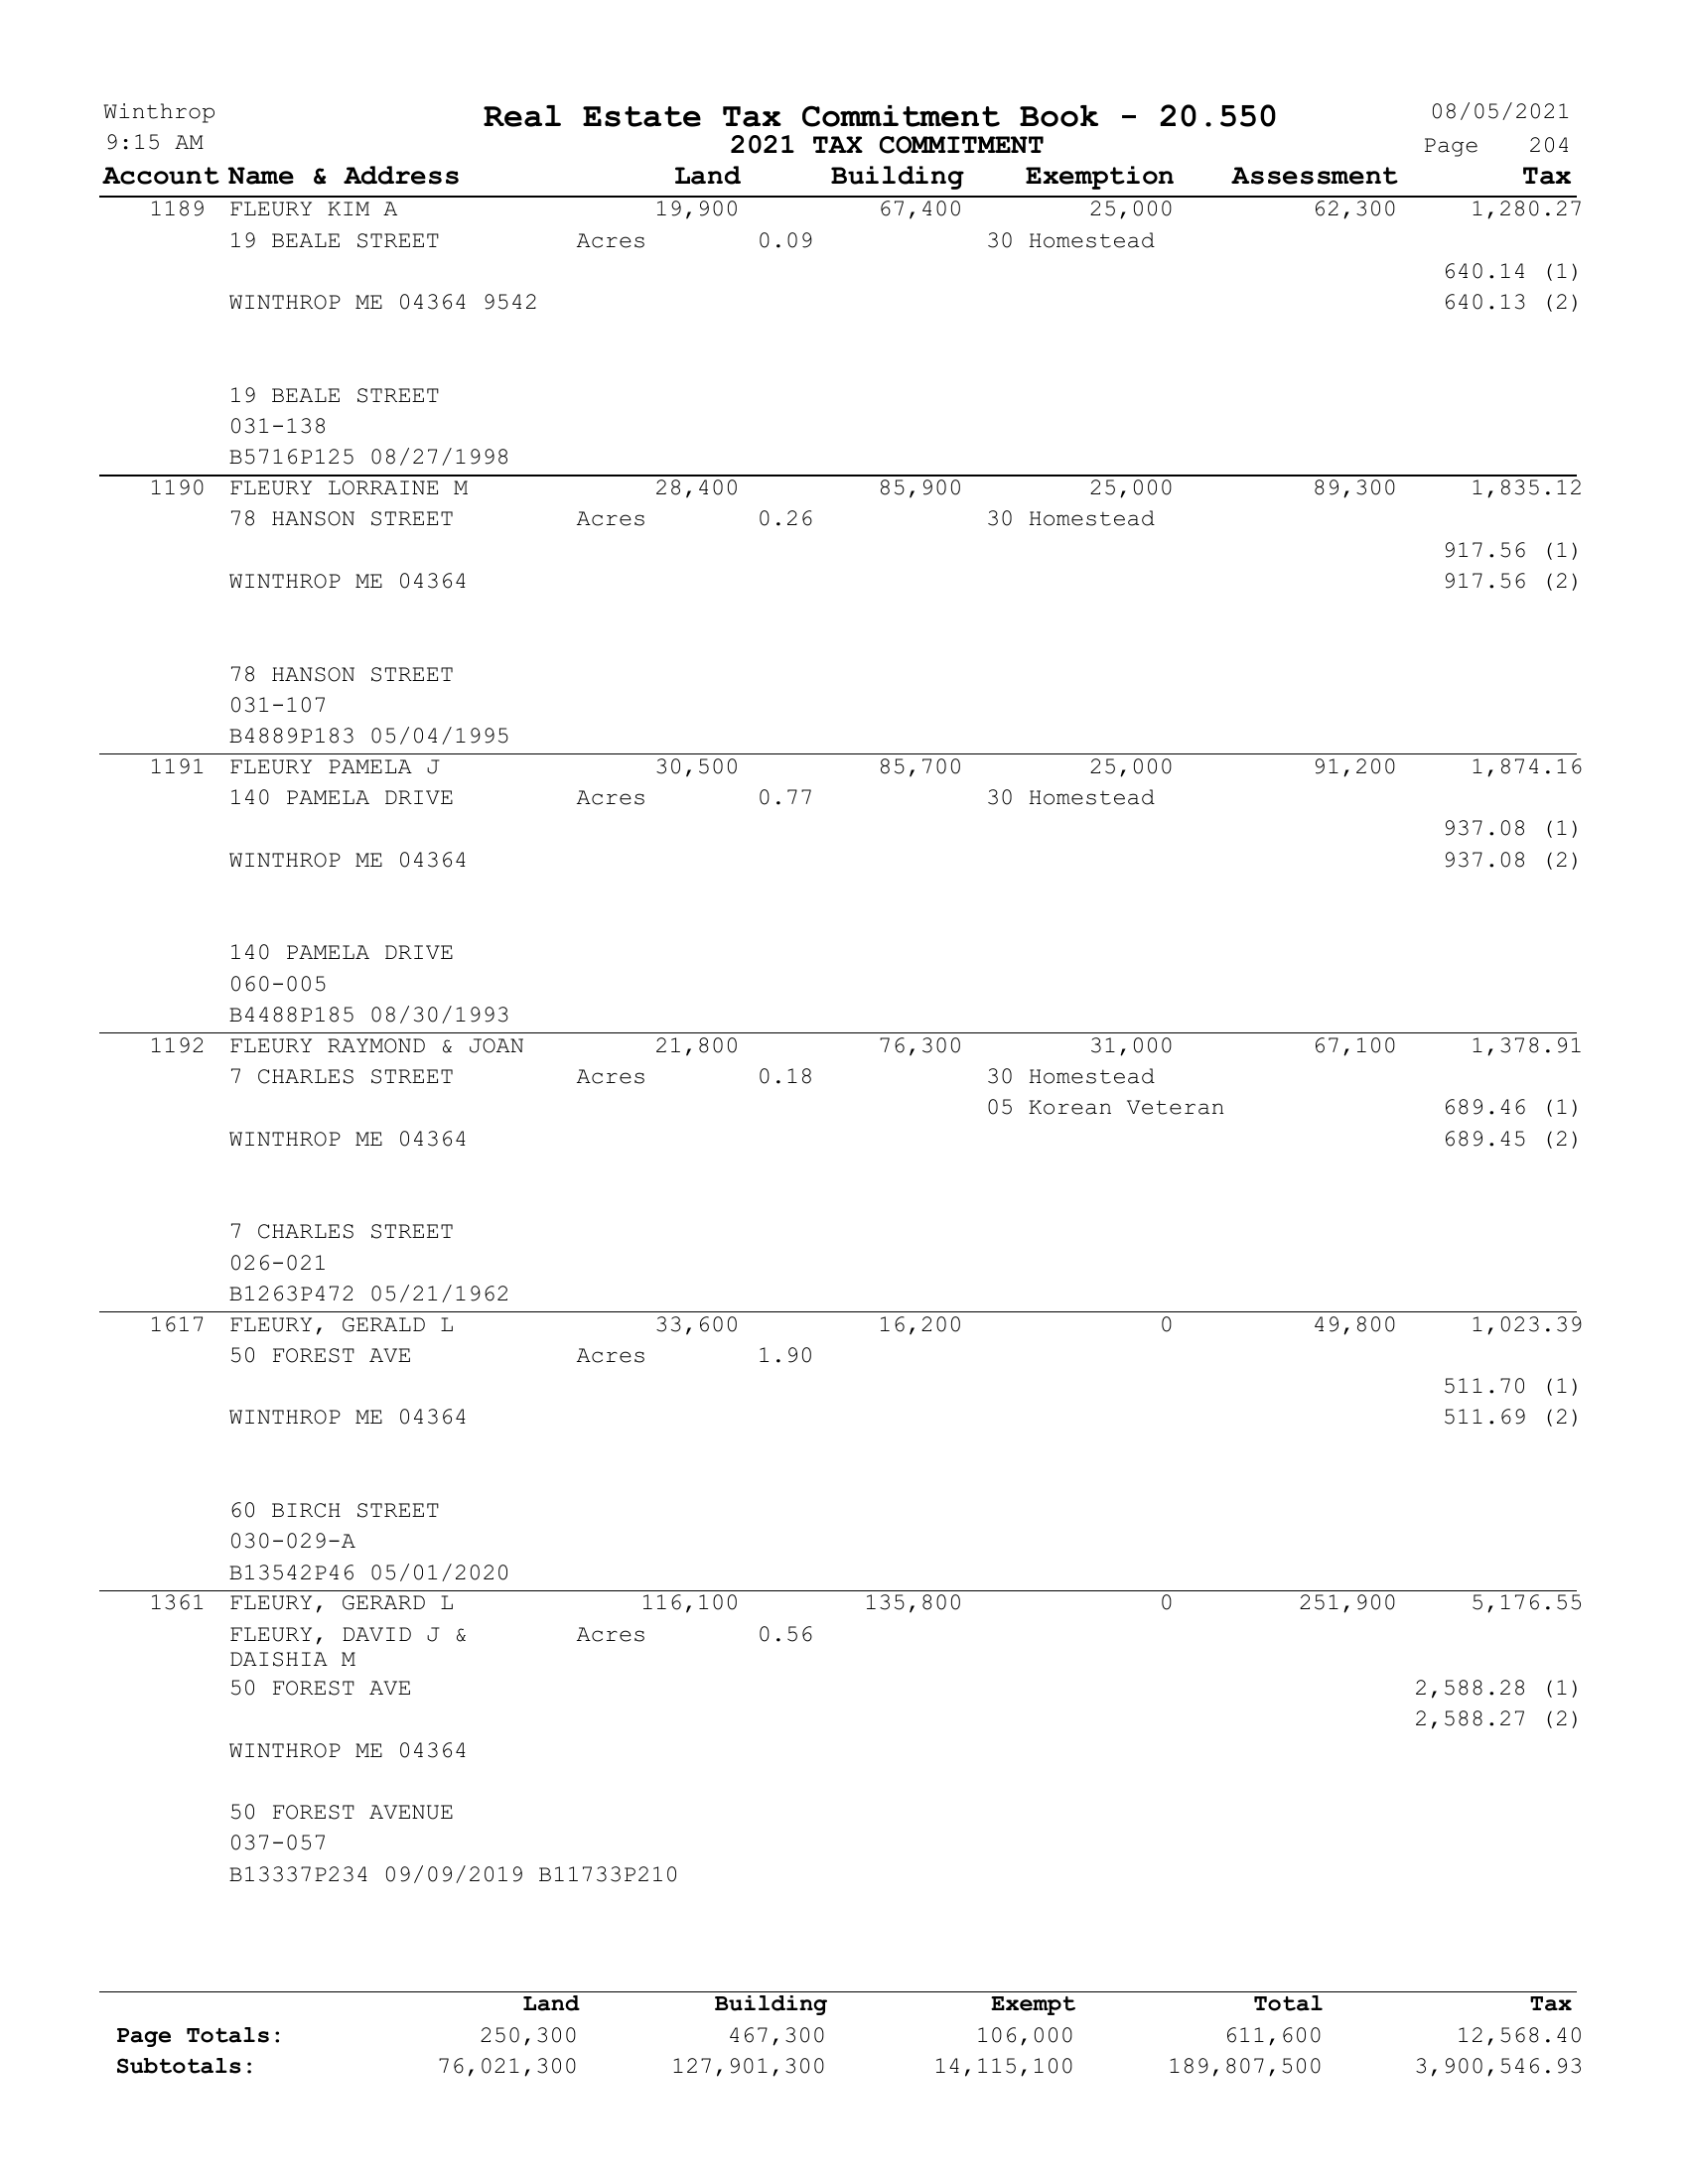 Winthrop Real Estate Tax Commitment Book - 20.550 08/05/2021
9:15 AM 2021 TAX COMMITMENT Page 204
Account Name & Address Land Building Exemption Assessment Tax
1189 FLEURY KIM A 19,900 67,400 25,000 62,300 1,280.27
19 BEALE STREET Acres 0.09 30 Homestead
640.14 (1)
WINTHROP ME 04364 9542 640.13 (2)
19 BEALE STREET
031-138
B5716P125 08/27/1998
1190 FLEURY LORRAINE M 28,400 85,900 25,000 89,300 1,835.12
78 HANSON STREET Acres 0.26 30 Homestead
917.56 (1)
WINTHROP ME 04364 917.56 (2)
78 HANSON STREET
031-107
B4889P183 05/04/1995
1191 FLEURY PAMELA J 30,500 85,700 25,000 91,200 1,874.16
140 PAMELA DRIVE Acres 0.77 30 Homestead
937.08 (1)
WINTHROP ME 04364 937.08 (2)
140 PAMELA DRIVE
060-005
B4488P185 08/30/1993
1192 FLEURY RAYMOND & JOAN 21,800 76,300 31,000 67,100 1,378.91
7 CHARLES STREET Acres 0.18 30 Homestead
05 Korean Veteran 689.46 (1)
WINTHROP ME 04364 689.45 (2)
7 CHARLES STREET
026-021
B1263P472 05/21/1962
1617 FLEURY, GERALD L 33,600 16,200 0 49,800 1,023.39
50 FOREST AVE Acres 1.90
511.70 (1)
WINTHROP ME 04364 511.69 (2)
60 BIRCH STREET
030-029-A
B13542P46 05/01/2020
1361 FLEURY, GERARD L 116,100 135,800 0 251,900 5,176.55
FLEURY, DAVID J & Acres 0.56
DAISHIA M
50 FOREST AVE 2,588.28 (1)
2,588.27 (2)
WINTHROP ME 04364
50 FOREST AVENUE
037-057
B13337P234 09/09/2019 B11733P210
Land Building Exempt Total Tax
Page Totals: 250,300 467,300 106,000 611,600 12,568.40
Subtotals: 76,021,300 127,901,300 14,115,100 189,807,500 3,900,546.93